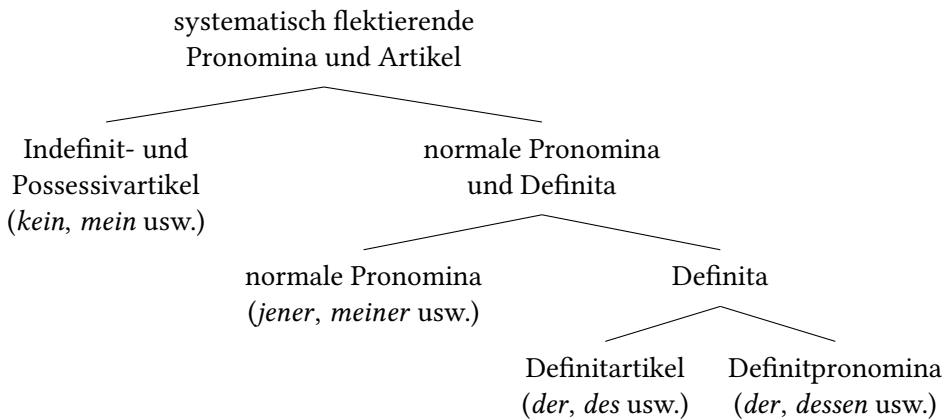 systematisch flektierende
Pronomina und Artikel
Indefinit- und
Possessivartikel
(kein, mein usw.)
normale Pronomina
und Definita
normale Pronomina
(jener, meiner usw.)
Definita
Definitartikel
(der, des usw.)
Definitpronomina
(der, dessen usw.)